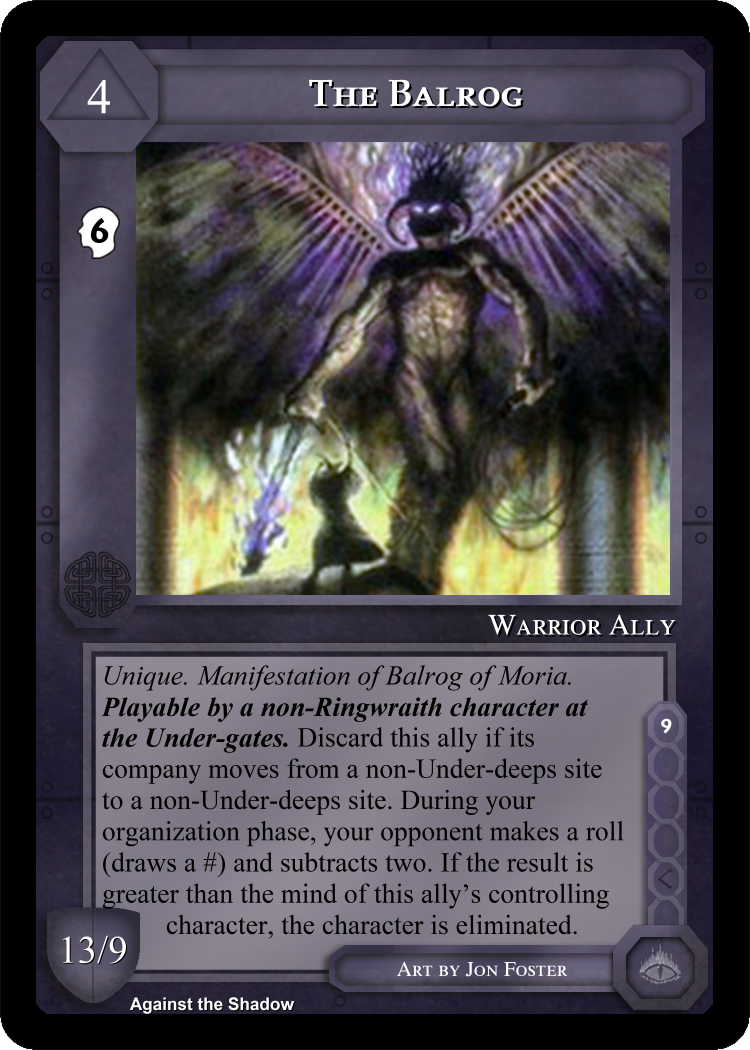 4
The Balrog
6
Warrior Ally
Unique. Manifestation of Balrog of Moria.
Playable by a non-Ringwraith character at
the Under-gates. Discard this ally if its
company moves from a non-Under-deeps site
to a non-Under-deeps site. During your
organization phase, your opponent makes a roll
(draws a #) and subtracts two. If the result is
greater than the mind of this ally’s controlling
character, the character is eliminated.
9
13/9
Art by Jon Foster
Against the Shadow